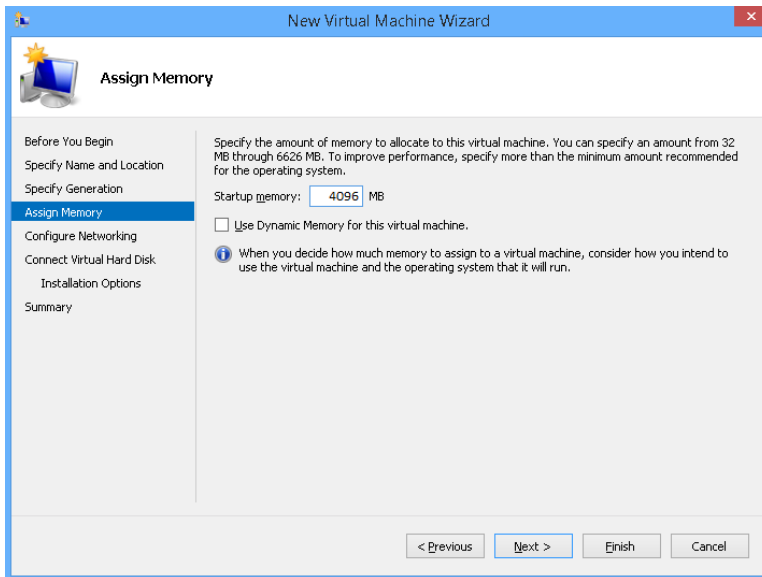 New Virtual Machine Wizard
Assign Memory
Before You Begin
Specify Name and Location
Specify Generation
Assign Memory
Configure Networking
Connect Virtual Hard Disk
Installation Options
Summary
Specify the amount of memory to allocate to this virtual machine. You can specify an amount from 32
MB through 6626 MB. To improve performance, specify more than the minimum amount recommended
for the operating system.
Startup memory: 4096 MB
Use Dynamic Memory for this virtual machine.
When you decide how much memory to assign to a virtual machine, consider how you intend to
use the virtual machine and the operating system that it will run.
< Previous Next > Finish Cancel